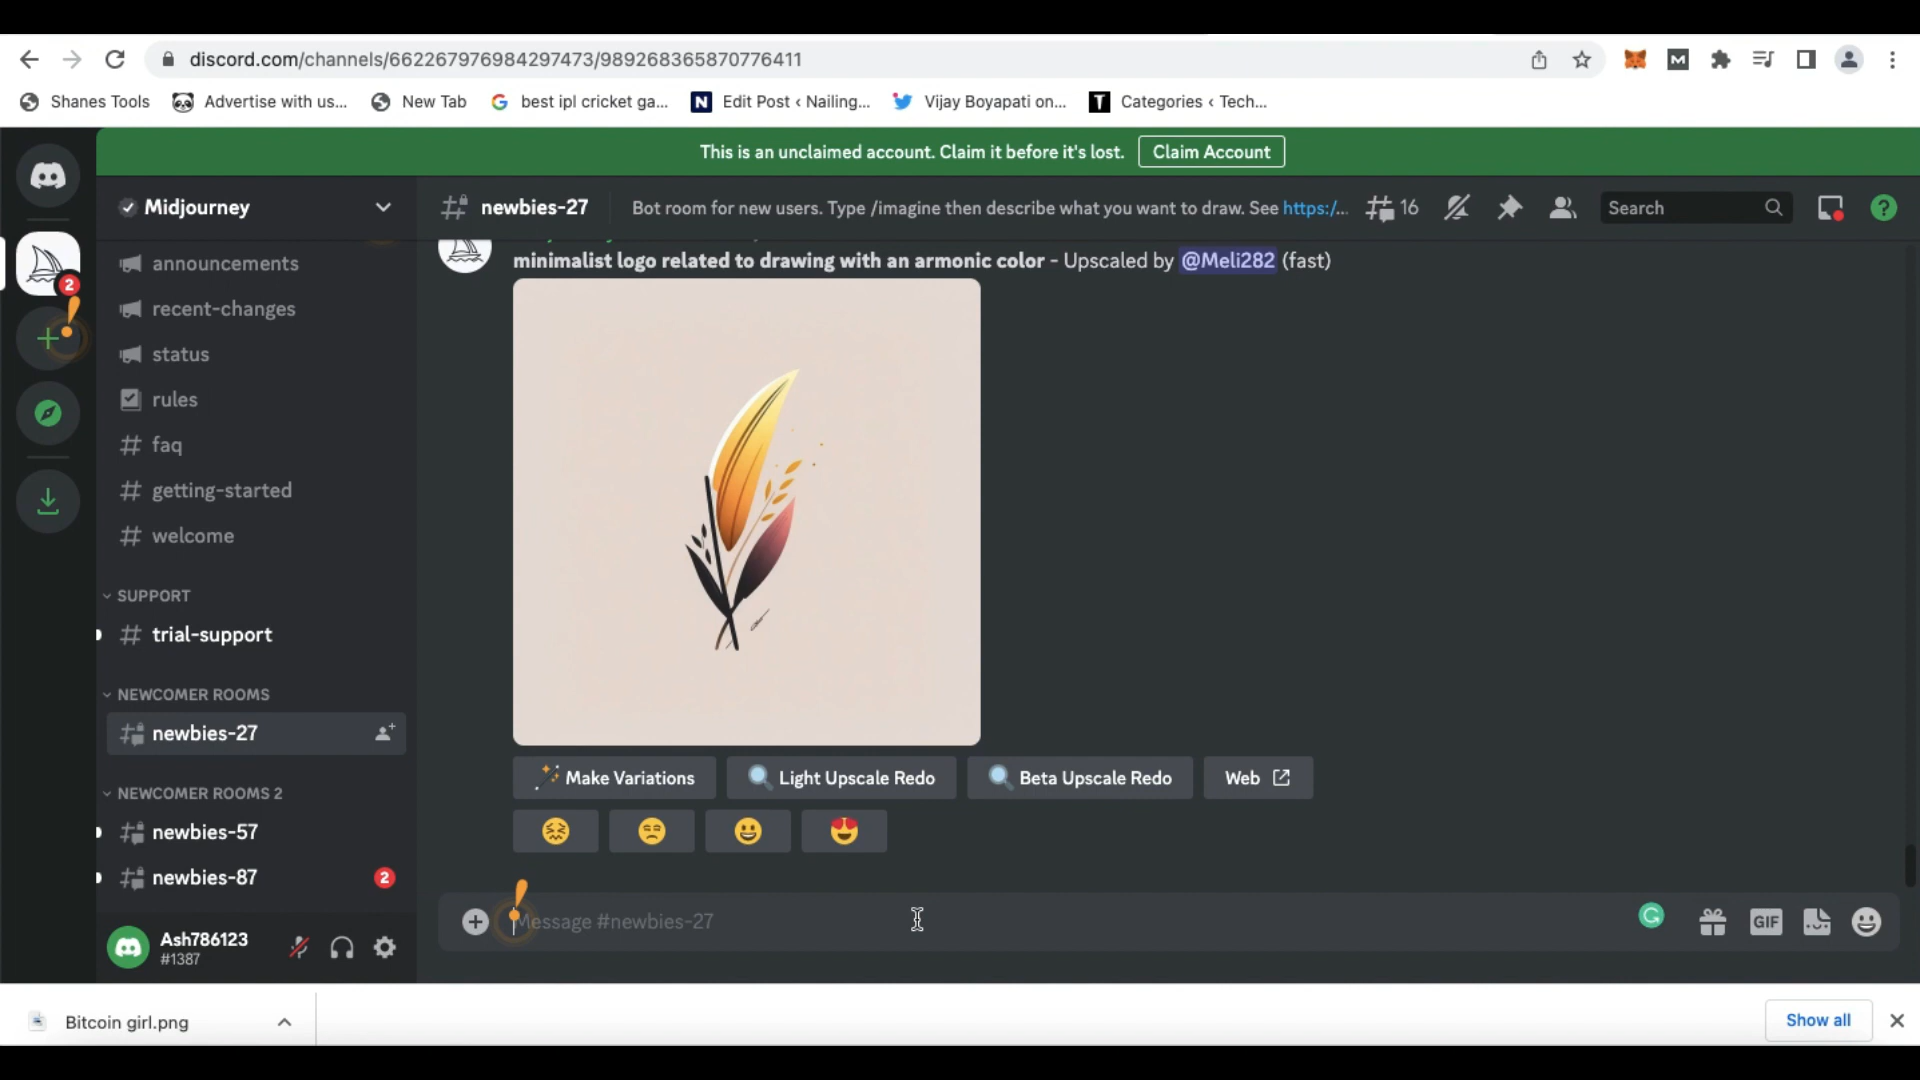 discord.com/channels/662267976984297473/989268365870776411
Shanes Tools
Advertise with us...
New Tab
best ipl cricket ga...
Edit Post ‹ Nailing...
Vijay Boyapati on...
Categories ‹ Tech...
This is an unclaimed account. Claim it before it's lost.
Claim Account
Midjourney
newbies-27
Bot room for new users. Type /imagine then describe what you want to draw. See https:/...
16
Search
2
announcements
recent-changes
status
rules
faq
getting-started
welcome
SUPPORT
trial-support
NEWCOMER ROOMS
newbies-27
NEWCOMER ROOMS 2
newbies-57
newbies-87
2
Ash786123
#1387
minimalist logo related to drawing with an armonic color - Upscaled by @Meli282 (fast)
Make Variations
Light Upscale Redo
Beta Upscale Redo
Web
Message #newbies-27
GIF
Bitcoin girl.png
Show all